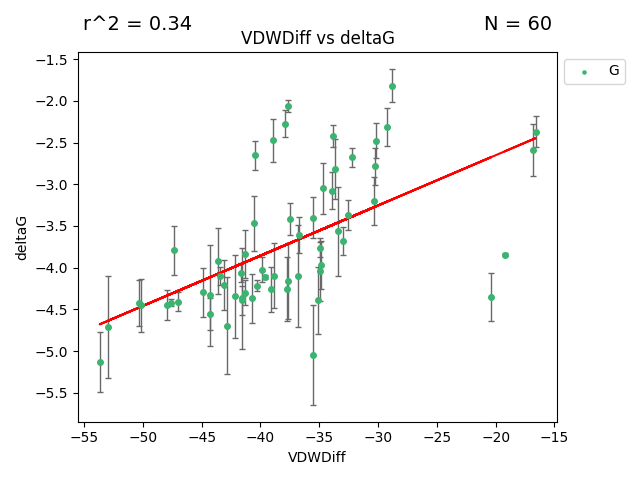 r^2 = 0.34
N = 60
VDWDiff vs deltaG
G
deltaG
−1.5
−2.0
−2.5
−3.0
−3.5
−4.0
−4.5
−5.0
−5.5
−55 −50 −45 −40 −35 −30 −25 −20 −15
VDWDiff